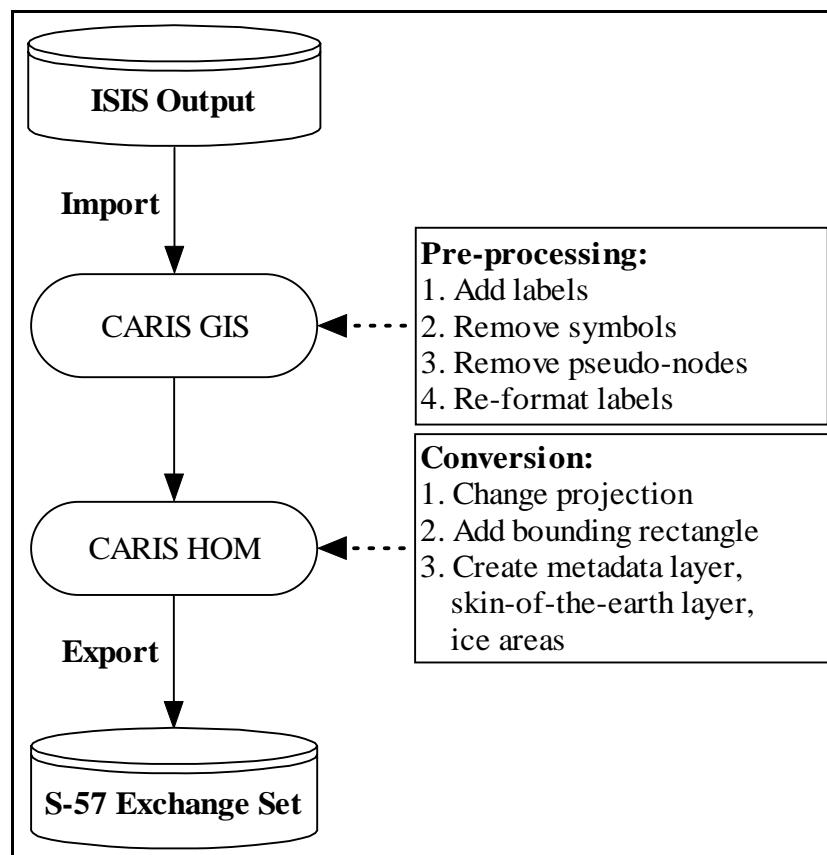 ISIS Output
Import
CARIS GIS
Pre-processing:
1. Add labels
2. Remove symbols
3. Remove pseudo-nodes
4. Re-format labels
CARIS HOM
Conversion:
1. Change projection
2. Add bounding rectangle
3. Create metadata layer,
skin-of-the-earth layer,
ice areas
Export
S-57 Exchange Set